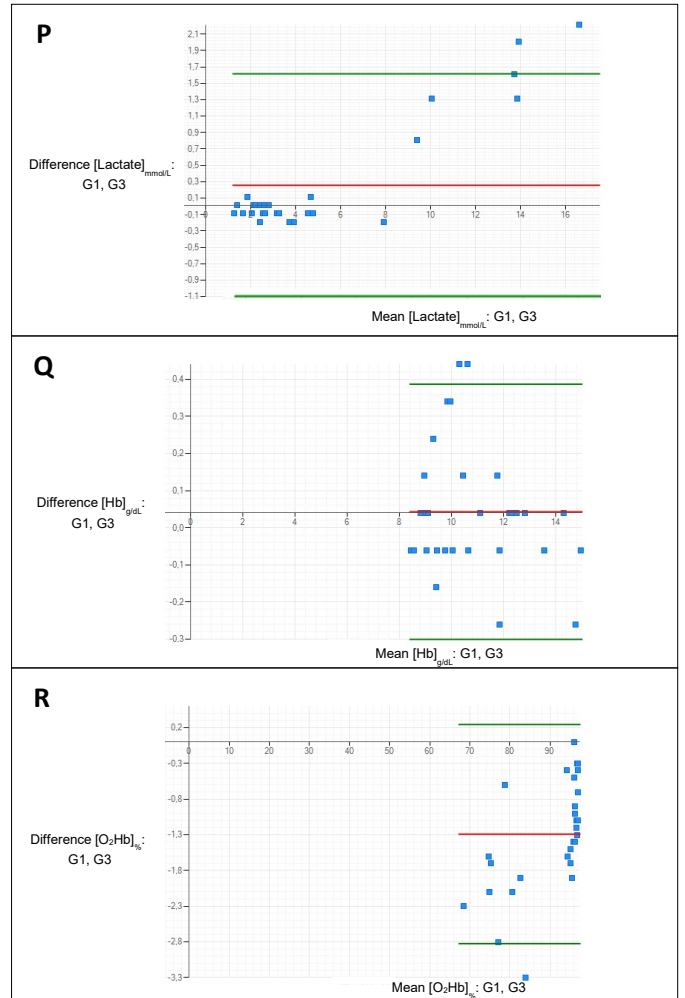 P
2,1
1,9
1,7
1,5
1,3
1,1
0,9
0,7
0,5
0,3
0,1
-0,1
-0,3
-0,5
-0,7
-0,9
-1,1
0 2 4 6 8 10 12 14 16
Difference [Lactate]mmol/L:
G1, G3
Mean [Lactate]mmol/L: G1, G3
Q
0,4
0,3
0,2
0,1
0,0
-0,1
-0,2
-0,3
0 2 4 6 8 10 12 14
Difference [Hb]g/dL:
G1, G3
Mean [Hb]g/dL: G1, G3
R
0,2
-0,3
-0,8
-1,3
-1,8
-2,3
-2,8
-3,3
0 10 20 30 40 50 60 70 80 90
Difference [O₂Hb]%:
G1, G3
Mean [O₂Hb]%: G1, G3